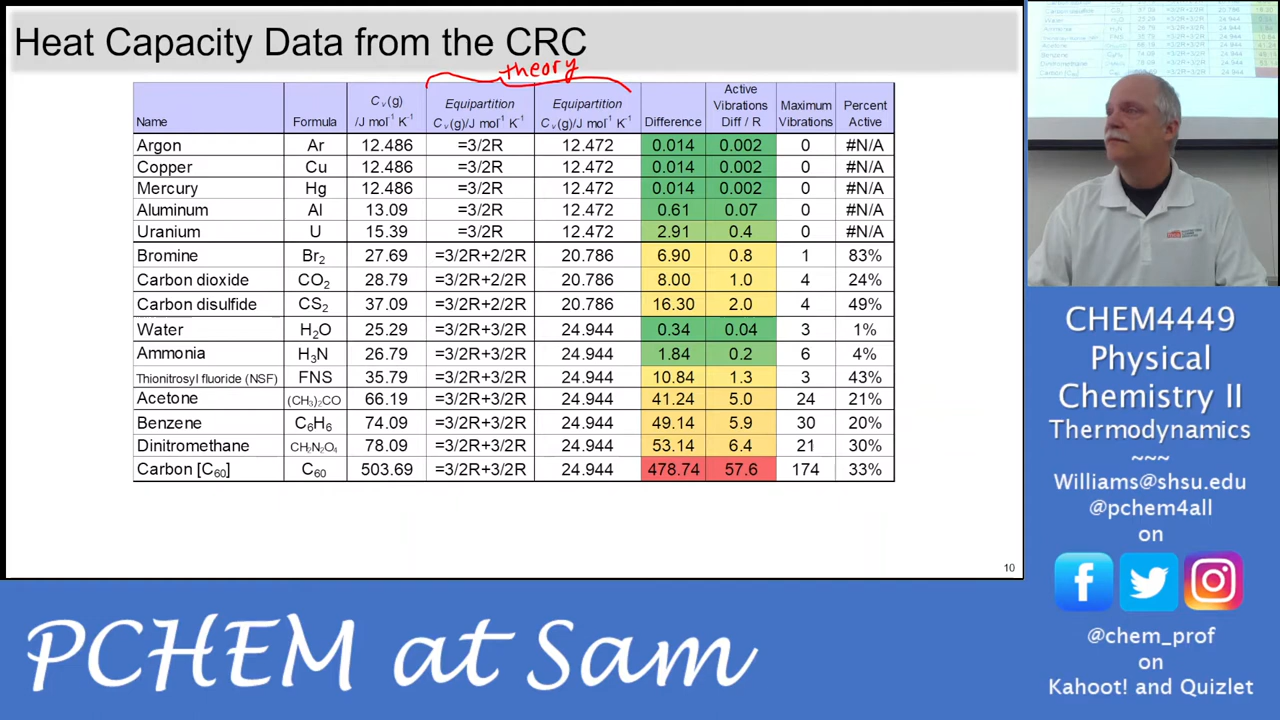 Heat Capacity Data from the CRC
theory
Name Formula Cᵥ(g) /J mol⁻¹ K⁻¹ Equipartition Cᵥ(g)/J mol⁻¹ K⁻¹ Equipartition Cᵥ(g)/J mol⁻¹ K⁻¹ Difference Active Vibrations Diff / R Maximum Vibrations Percent Active
Argon Ar 12.486 =3/2R 12.472 0.014 0.002 0 #N/A
Copper Cu 12.486 =3/2R 12.472 0.014 0.002 0 #N/A
Mercury Hg 12.486 =3/2R 12.472 0.014 0.002 0 #N/A
Aluminum Al 13.09 =3/2R 12.472 0.61 0.07 0 #N/A
Uranium U 15.39 =3/2R 12.472 2.91 0.4 0 #N/A
Bromine Br₂ 27.69 =3/2R+2/2R 20.786 6.90 0.8 1 83%
Carbon dioxide CO₂ 28.79 =3/2R+2/2R 20.786 8.00 1.0 4 24%
Carbon disulfide CS₂ 37.09 =3/2R+2/2R 20.786 16.30 2.0 4 49%
Water H₂O 25.29 =3/2R+3/2R 24.944 0.34 0.04 3 1%
Ammonia H₃N 26.79 =3/2R+3/2R 24.944 1.84 0.2 6 4%
Thionitrosyl fluoride (NSF) FNS 35.79 =3/2R+3/2R 24.944 10.84 1.3 3 43%
Acetone (CH₃)₂CO 66.19 =3/2R+3/2R 24.944 41.24 5.0 24 21%
Benzene C₆H₆ 74.09 =3/2R+3/2R 24.944 49.14 5.9 30 20%
Dinitromethane CH₂N₂O₄ 78.09 =3/2R+3/2R 24.944 53.14 6.4 21 30%
Carbon [C₆₀] C₆₀ 503.69 =3/2R+3/2R 24.944 478.74 57.6 174 33%
10
CHEM4449
Physical
Chemistry II
Thermodynamics
~~~
Williams@shsu.edu
@pchem4all
on
@chem_prof
on
Kahoot! and Quizlet
PCHEM at Sam